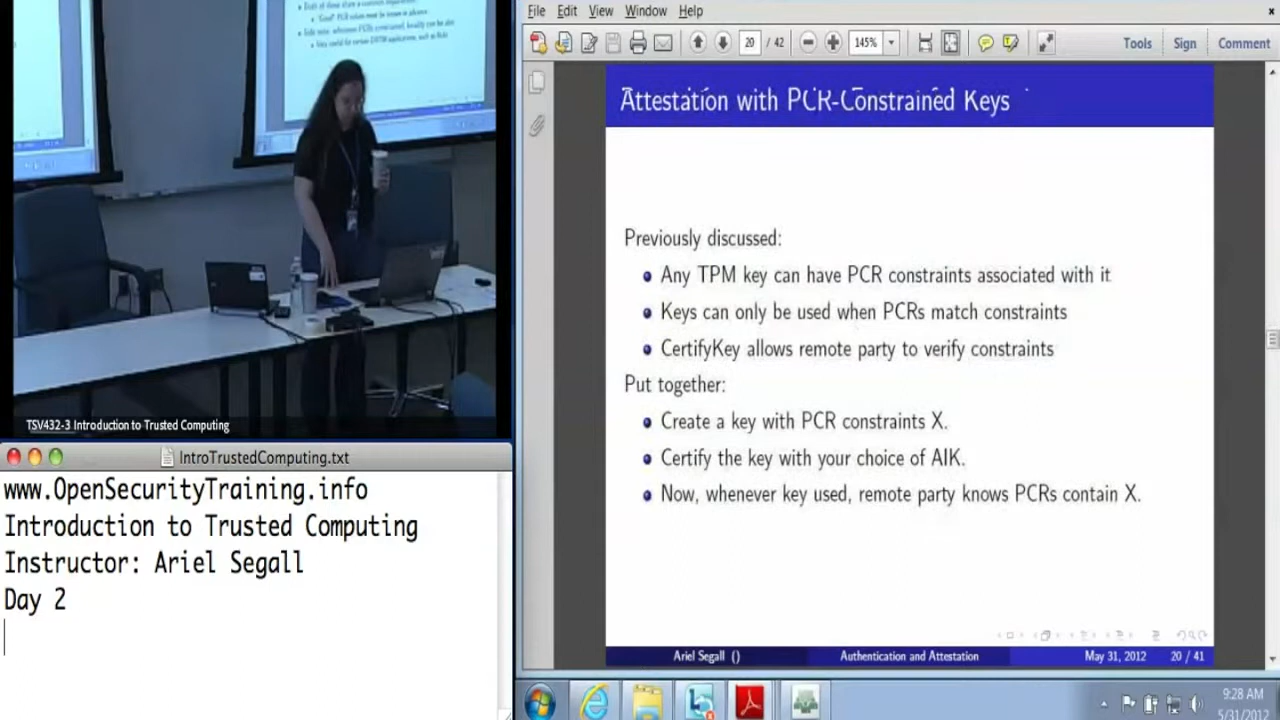 TSV432-3 Introduction to Trusted Computing
IntroTrustedComputing.txt
www.OpenSecurityTraining.info
Introduction to Trusted Computing
Instructor: Ariel Segall
Day 2
File Edit View Window Help
20 / 42
145%
Tools Sign Comment
Attestation with PCR-Constrained Keys
Previously discussed:
Any TPM key can have PCR constraints associated with it
Keys can only be used when PCRs match constraints
CertifyKey allows remote party to verify constraints
Put together:
Create a key with PCR constraints X.
Certify the key with your choice of AIK.
Now, whenever key used, remote party knows PCRs contain X.
Ariel Segall () Authentication and Attestation May 31, 2012 20 / 41
9:28 AM
5/31/2012